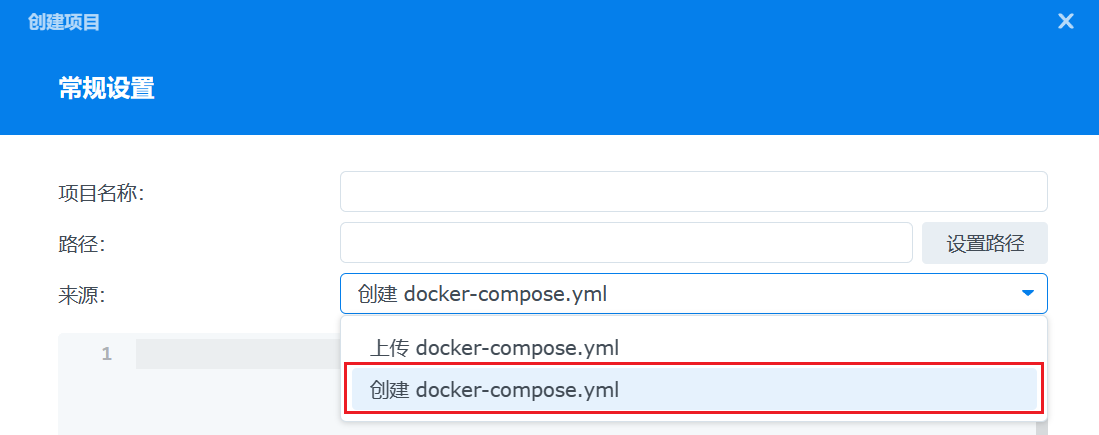 创建项目
常规设置
项目名称:
路径:
设置路径
来源:
创建 docker-compose.yml
1
上传 docker-compose.yml
创建 docker-compose.yml